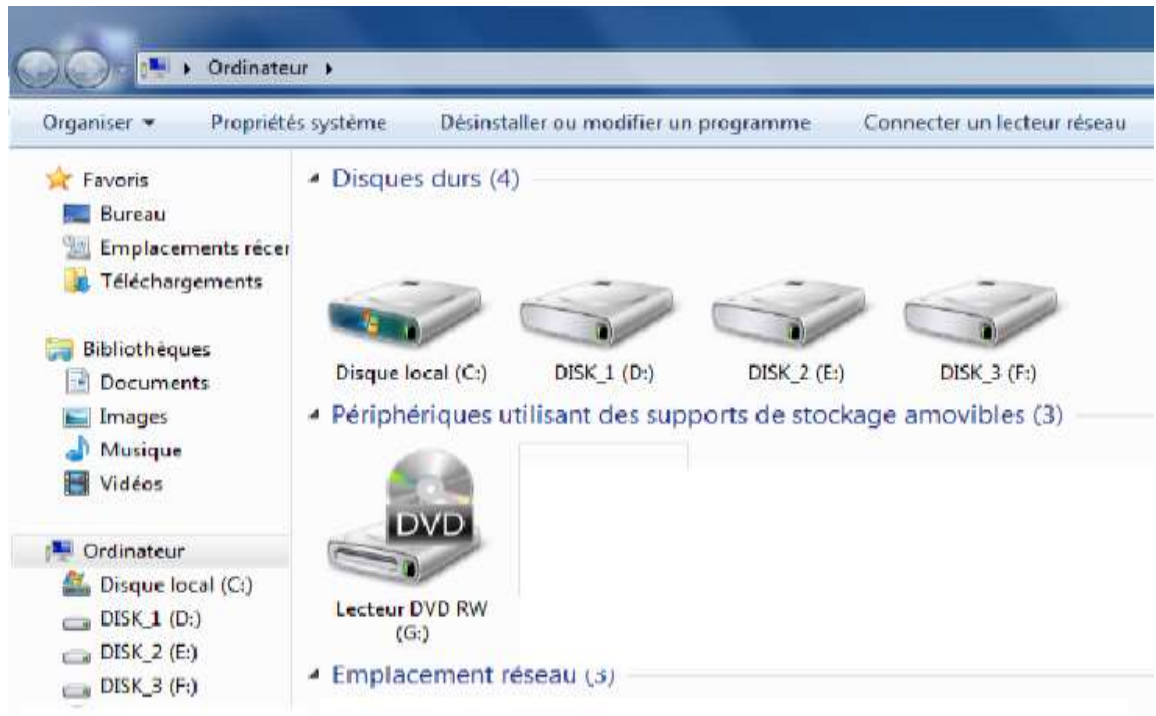 Ordinateur
Organiser Propriétés système Désinstaller ou modifier un programme Connecter un lecteur réseau
Favoris
Bureau
Emplacements récer
Téléchargements
Bibliothèques
Documents
Images
Musique
Vidéos
Ordinateur
Disque local (C:)
DISK_1 (D:)
DISK_2 (E:)
DISK_3 (F:)
Disques durs (4)
Disque local (C:) DISK_1 (D:) DISK_2 (E:) DISK_3 (F:)
Périphériques utilisant des supports de stockage amovibles (3)
DVD
Lecteur DVD RW
(G:)
Emplacement réseau (3)